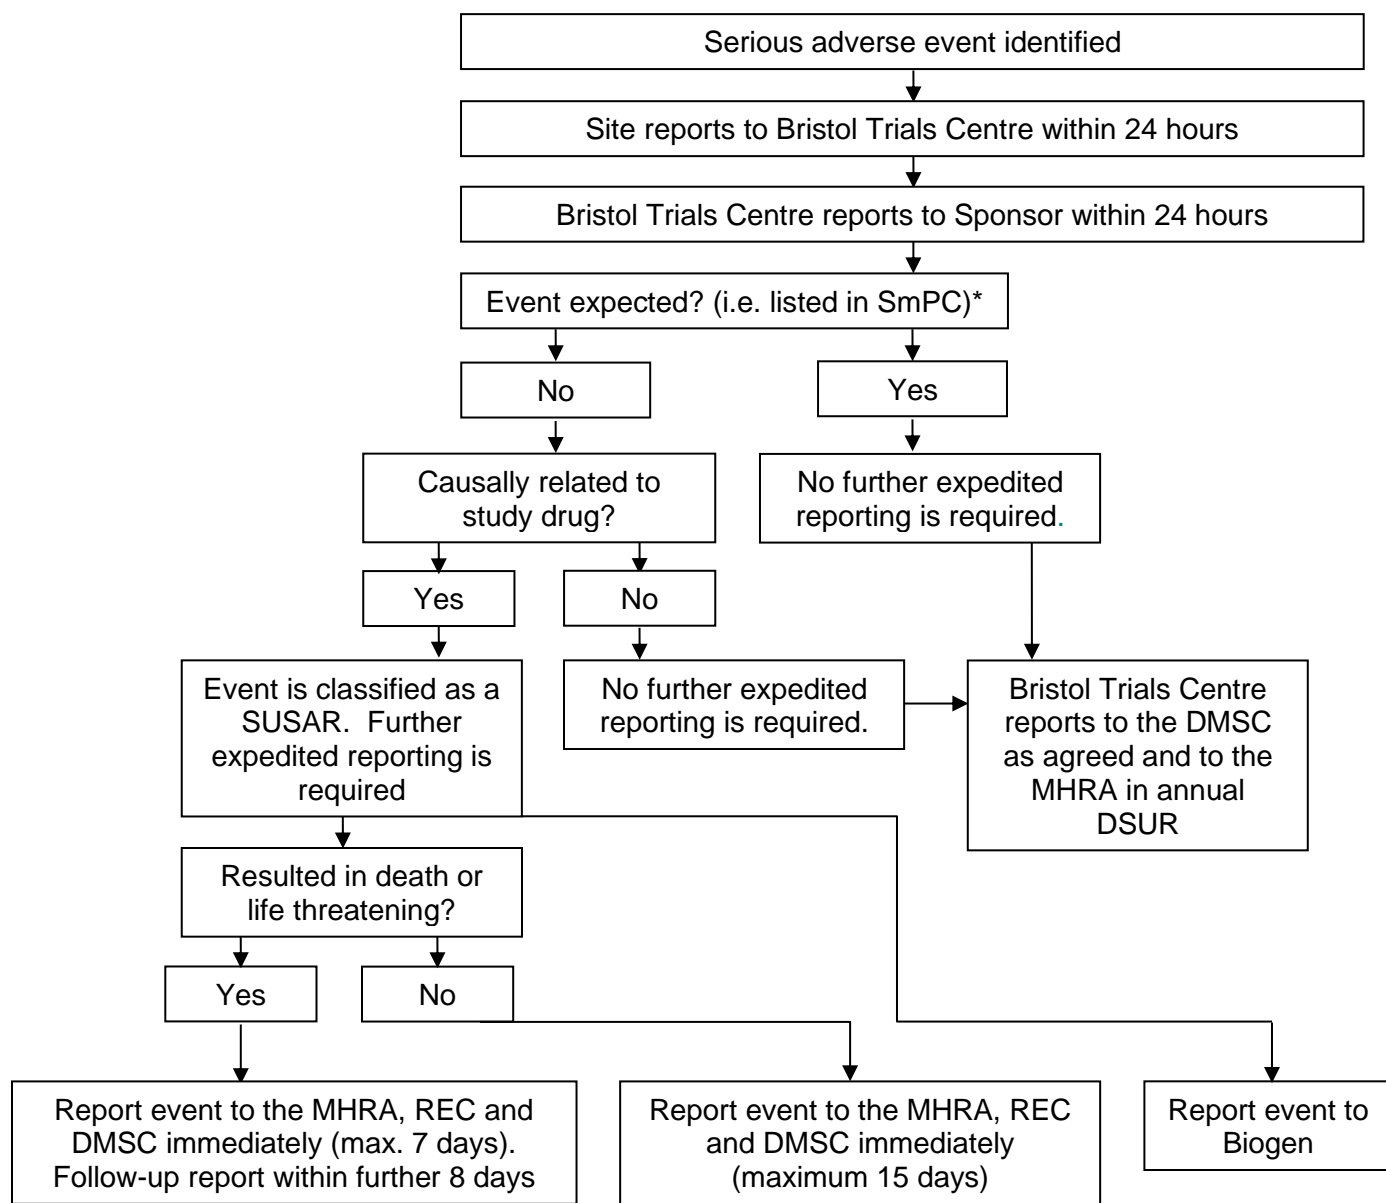 Serious adverse event identified
Site reports to Bristol Trials Centre within 24 hours
Bristol Trials Centre reports to Sponsor within 24 hours
Event expected? (i.e. listed in SmPC)*
No
Yes
Causally related to
study drug?
No further expedited
reporting is required.
Yes
No
Event is classified as a
SUSAR.  Further
expedited reporting is
required
No further expedited
reporting is required.
Bristol Trials Centre
reports to the DMSC
as agreed and to the
MHRA in annual
DSUR
Resulted in death or
life threatening?
Yes
No
Report event to the MHRA, REC and
DMSC immediately (max. 7 days).
Follow-up report within further 8 days
Report event to the MHRA, REC
and DMSC immediately
(maximum 15 days)
Report event to
Biogen